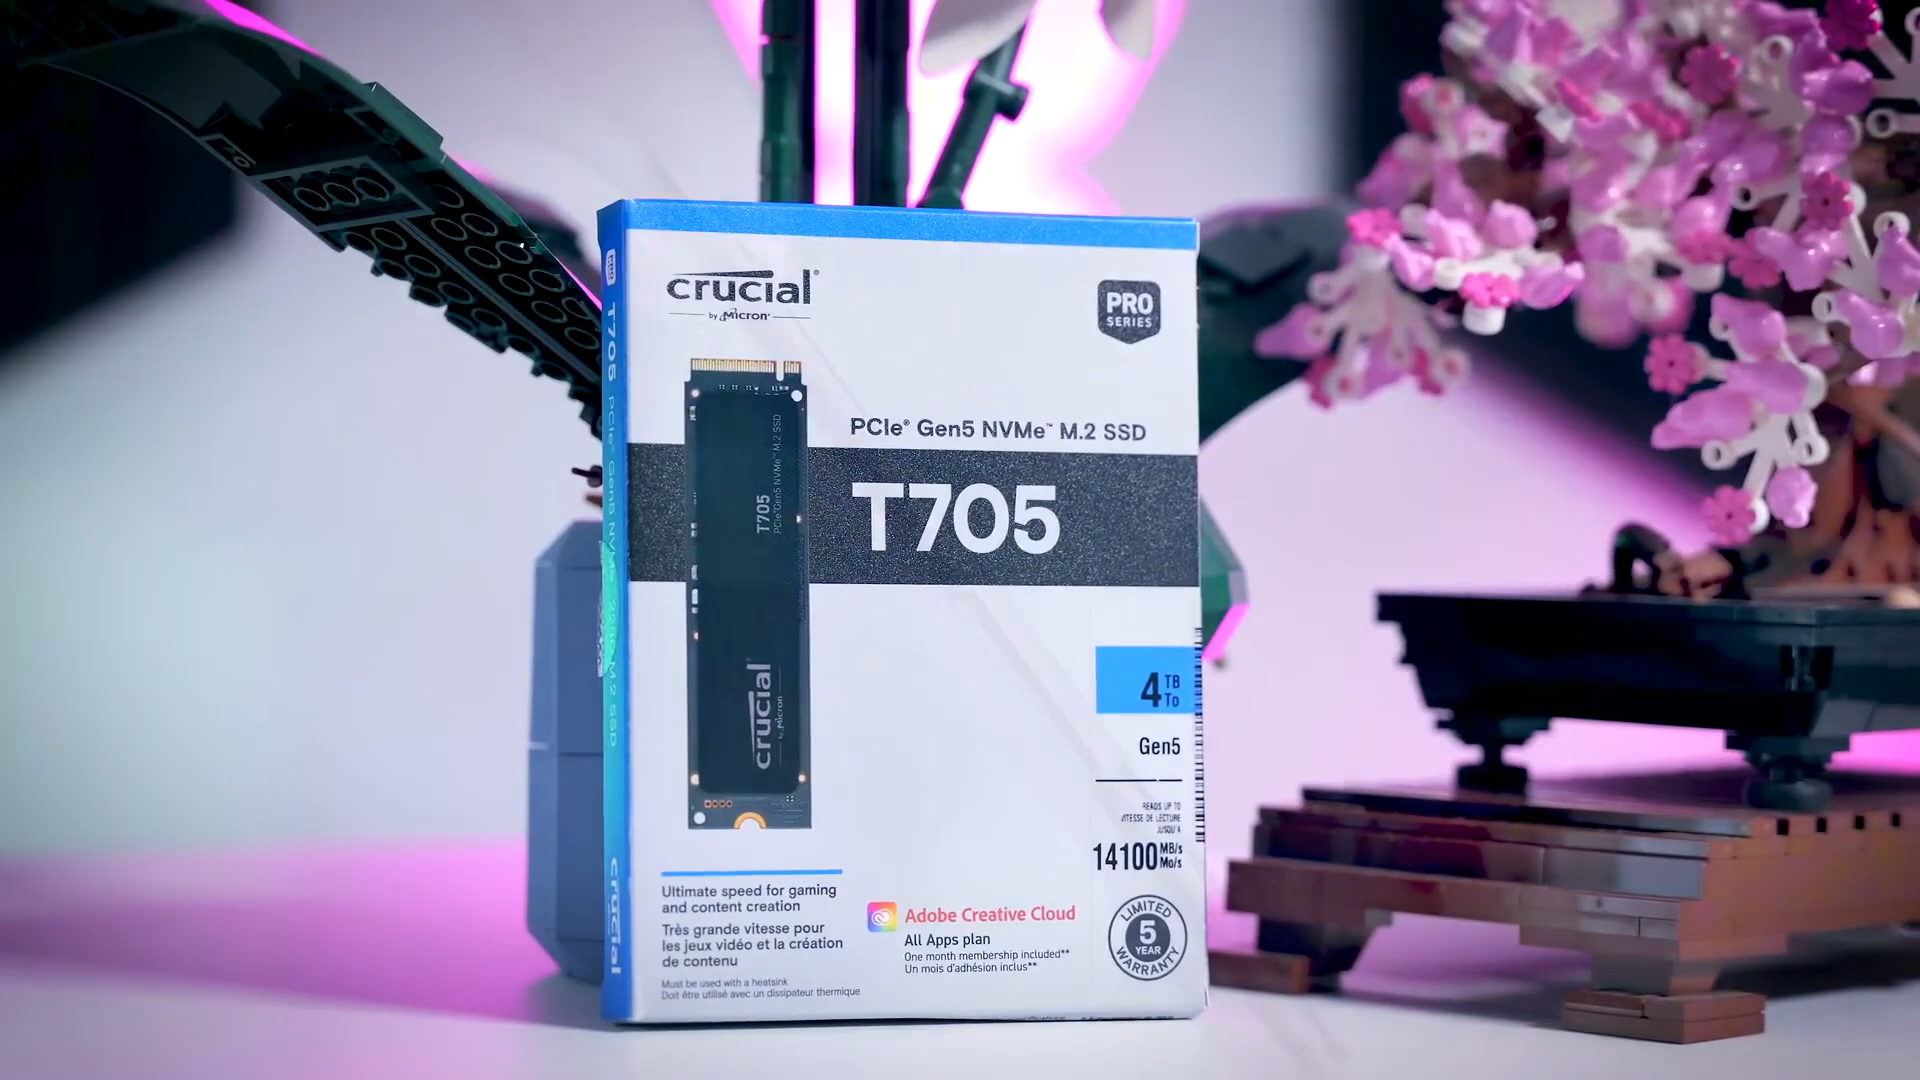 crucial®
by Micron®
PRO
SERIES
PCIe® Gen5 NVMe™ M.2 SSD
T705
T705
PCIe® Gen5 NVMe™ M.2 SSD
crucial®
by Micron
4 TB
To
Gen5
READS UP TO
VITESSE DE LECTURE
JUSQU'À
14100 MB/s
Mo/s
Ultimate speed for gaming
and content creation
Très grande vitesse pour
les jeux vidéo et la création
de contenu
Must be used with a heatsink
Doit être utilisé avec un dissipateur thermique
Adobe Creative Cloud
All Apps plan
One month membership included**
Un mois d'adhésion inclus**
LIMITED
5
YEAR
WARRANTY
PRO
T705 PCIe® Gen5 NVMe™ 2280 M.2 SSD
crucial